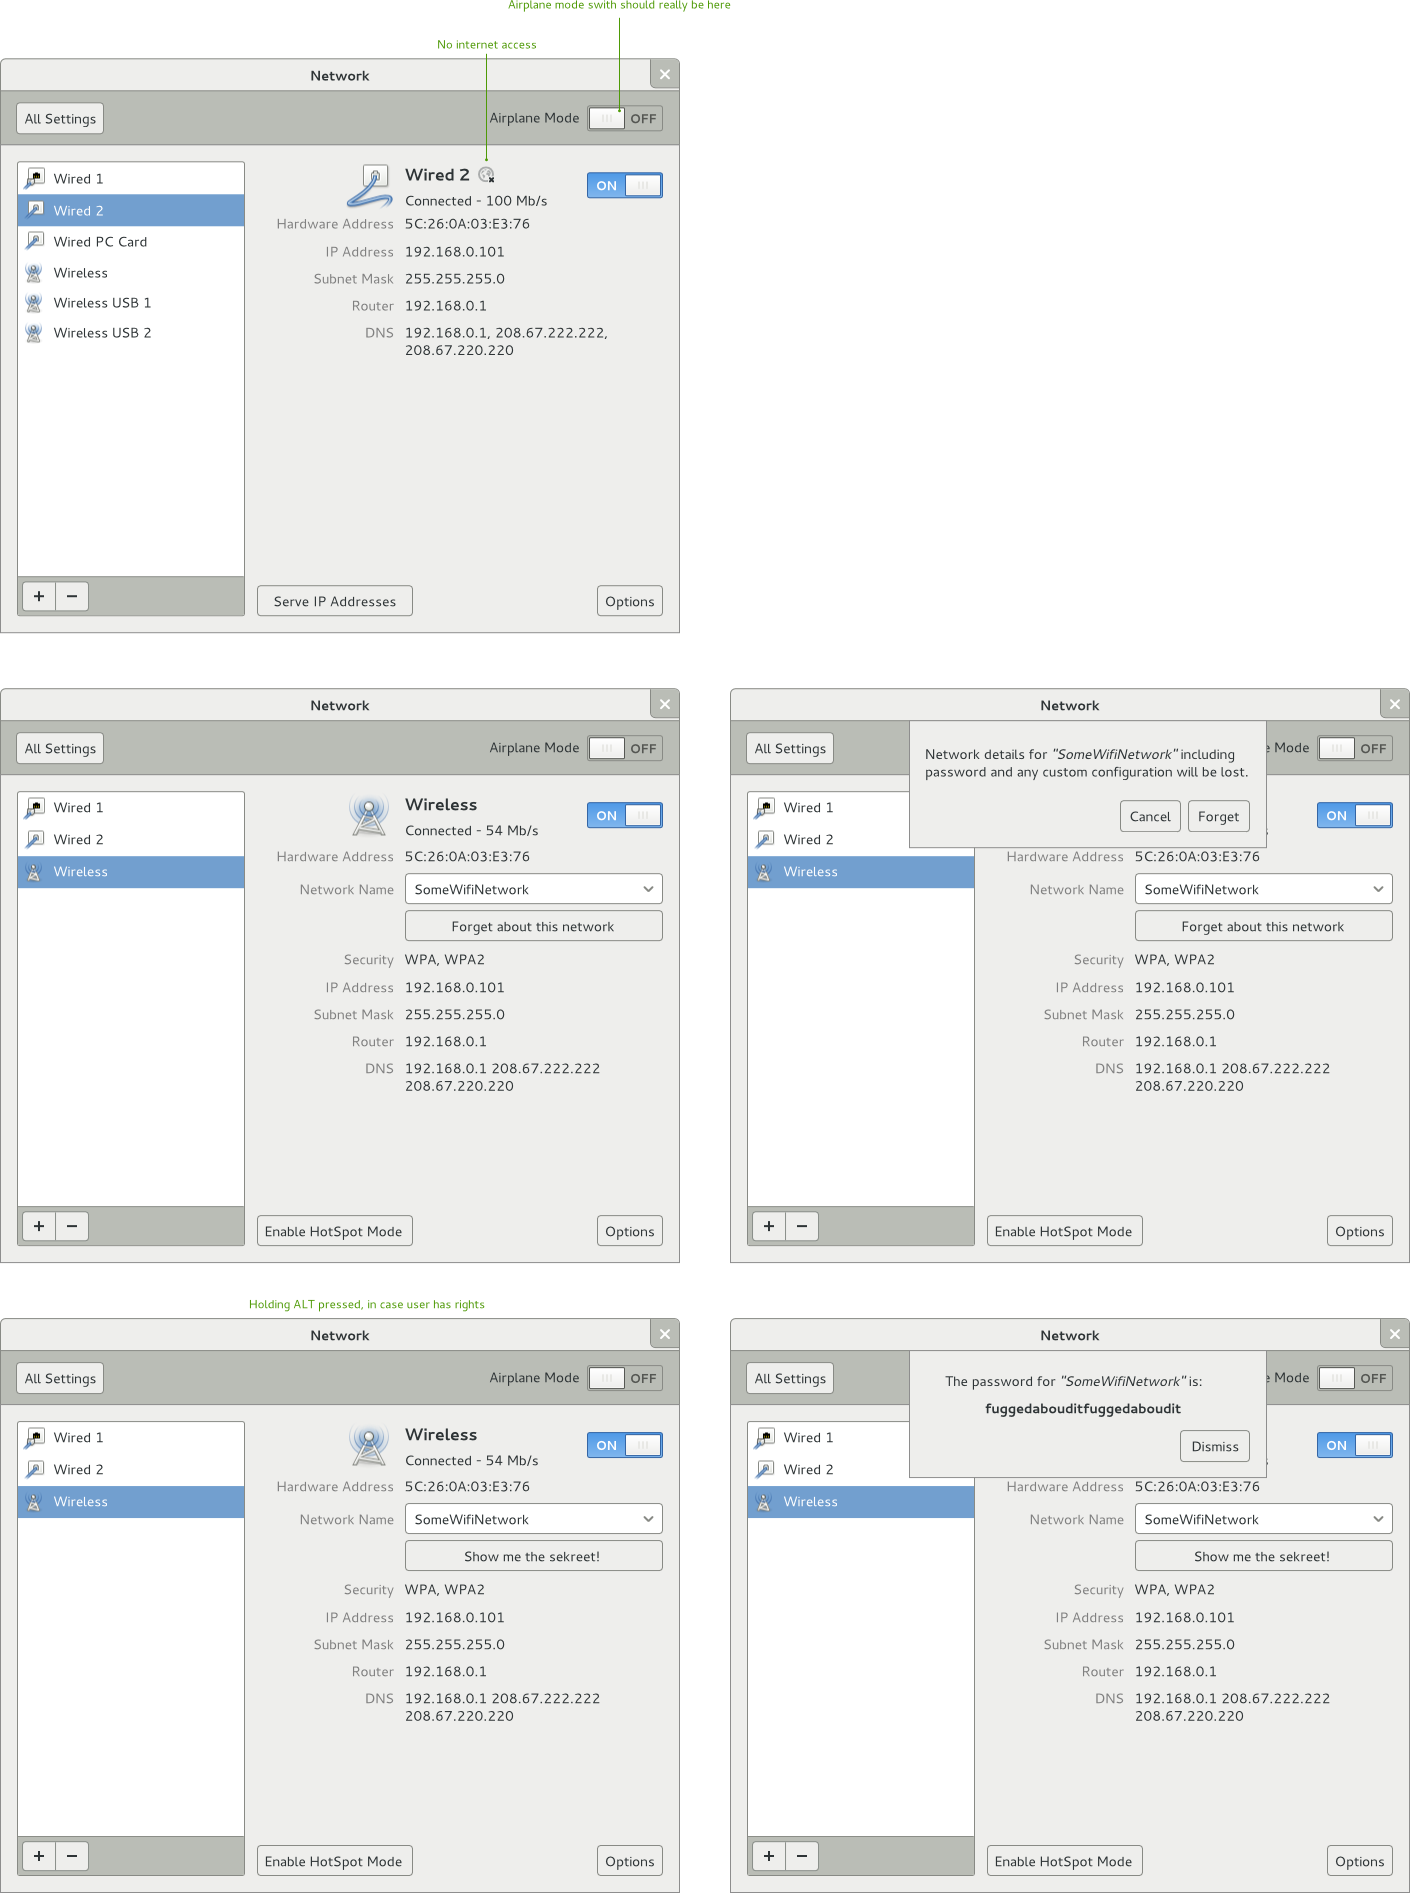 Airplane mode swith should really be here
No internet access
Network
All Settings
Airplane Mode OFF
Wired 1
Wired 2
Wired PC Card
Wireless
Wireless USB 1
Wireless USB 2
Wired 2
ON
Connected - 100 Mb/s
Hardware Address 5C:26:0A:03:E3:76
IP Address 192.168.0.101
Subnet Mask 255.255.255.0
Router 192.168.0.1
DNS 192.168.0.1, 208.67.222.222,
208.67.220.220
+ −
Serve IP Addresses
Options
Network
All Settings
Airplane Mode OFF
Wired 1
Wired 2
Wireless
Wireless
ON
Connected - 54 Mb/s
Hardware Address 5C:26:0A:03:E3:76
Network Name SomeWifiNetwork
Forget about this network
Security WPA, WPA2
IP Address 192.168.0.101
Subnet Mask 255.255.255.0
Router 192.168.0.1
DNS 192.168.0.1 208.67.222.222
208.67.220.220
+ −
Enable HotSpot Mode
Options
Network
All Settings
e Mode OFF
Network details for "SomeWifiNetwork" including
password and any custom configuration will be lost.
Cancel
Forget
Wired 1
Wired 2
Wireless
ON
Hardware Address 5C:26:0A:03:E3:76
Network Name SomeWifiNetwork
Forget about this network
Security WPA, WPA2
IP Address 192.168.0.101
Subnet Mask 255.255.255.0
Router 192.168.0.1
DNS 192.168.0.1 208.67.222.222
208.67.220.220
+ −
Enable HotSpot Mode
Options
Holding ALT pressed, in case user has rights
Network
All Settings
Airplane Mode OFF
Wired 1
Wired 2
Wireless
Wireless
ON
Connected - 54 Mb/s
Hardware Address 5C:26:0A:03:E3:76
Network Name SomeWifiNetwork
Show me the sekreet!
Security WPA, WPA2
IP Address 192.168.0.101
Subnet Mask 255.255.255.0
Router 192.168.0.1
DNS 192.168.0.1 208.67.222.222
208.67.220.220
+ −
Enable HotSpot Mode
Options
Network
All Settings
e Mode OFF
The password for "SomeWifiNetwork" is:
fuggedabouditfuggedaboudit
Dismiss
Wired 1
Wired 2
Wireless
ON
Hardware Address 5C:26:0A:03:E3:76
Network Name SomeWifiNetwork
Show me the sekreet!
Security WPA, WPA2
IP Address 192.168.0.101
Subnet Mask 255.255.255.0
Router 192.168.0.1
DNS 192.168.0.1 208.67.222.222
208.67.220.220
+ −
Enable HotSpot Mode
Options